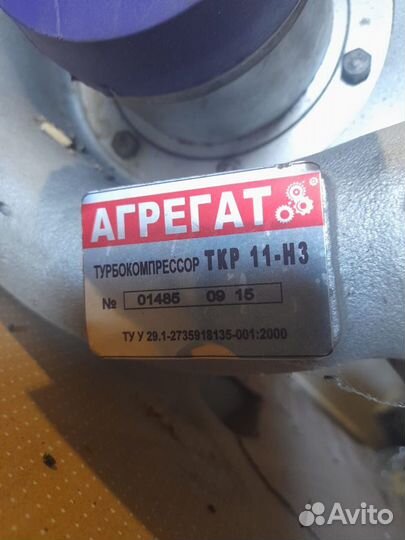 АГРЕГАТ
ТУРБОКОМПРЕССОР ТКР 11-Н3
№ 01485 09 15
ТУ У 29.1-2735918135-001:2000
Avito